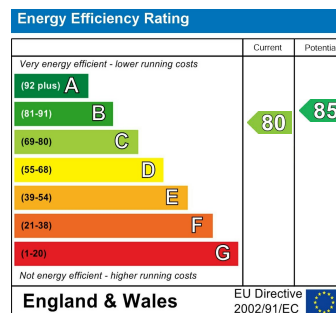 Energy Efficiency Rating
Current Potentia
Very energy efficient - lower running costs
(92 plus) A
(81-91) B
(69-80) C
(55-68) D
(39-54) E
(21-38) F
(1-20) G
80
85
Not energy efficient - higher running costs
England & Wales
EU Directive
2002/91/EC